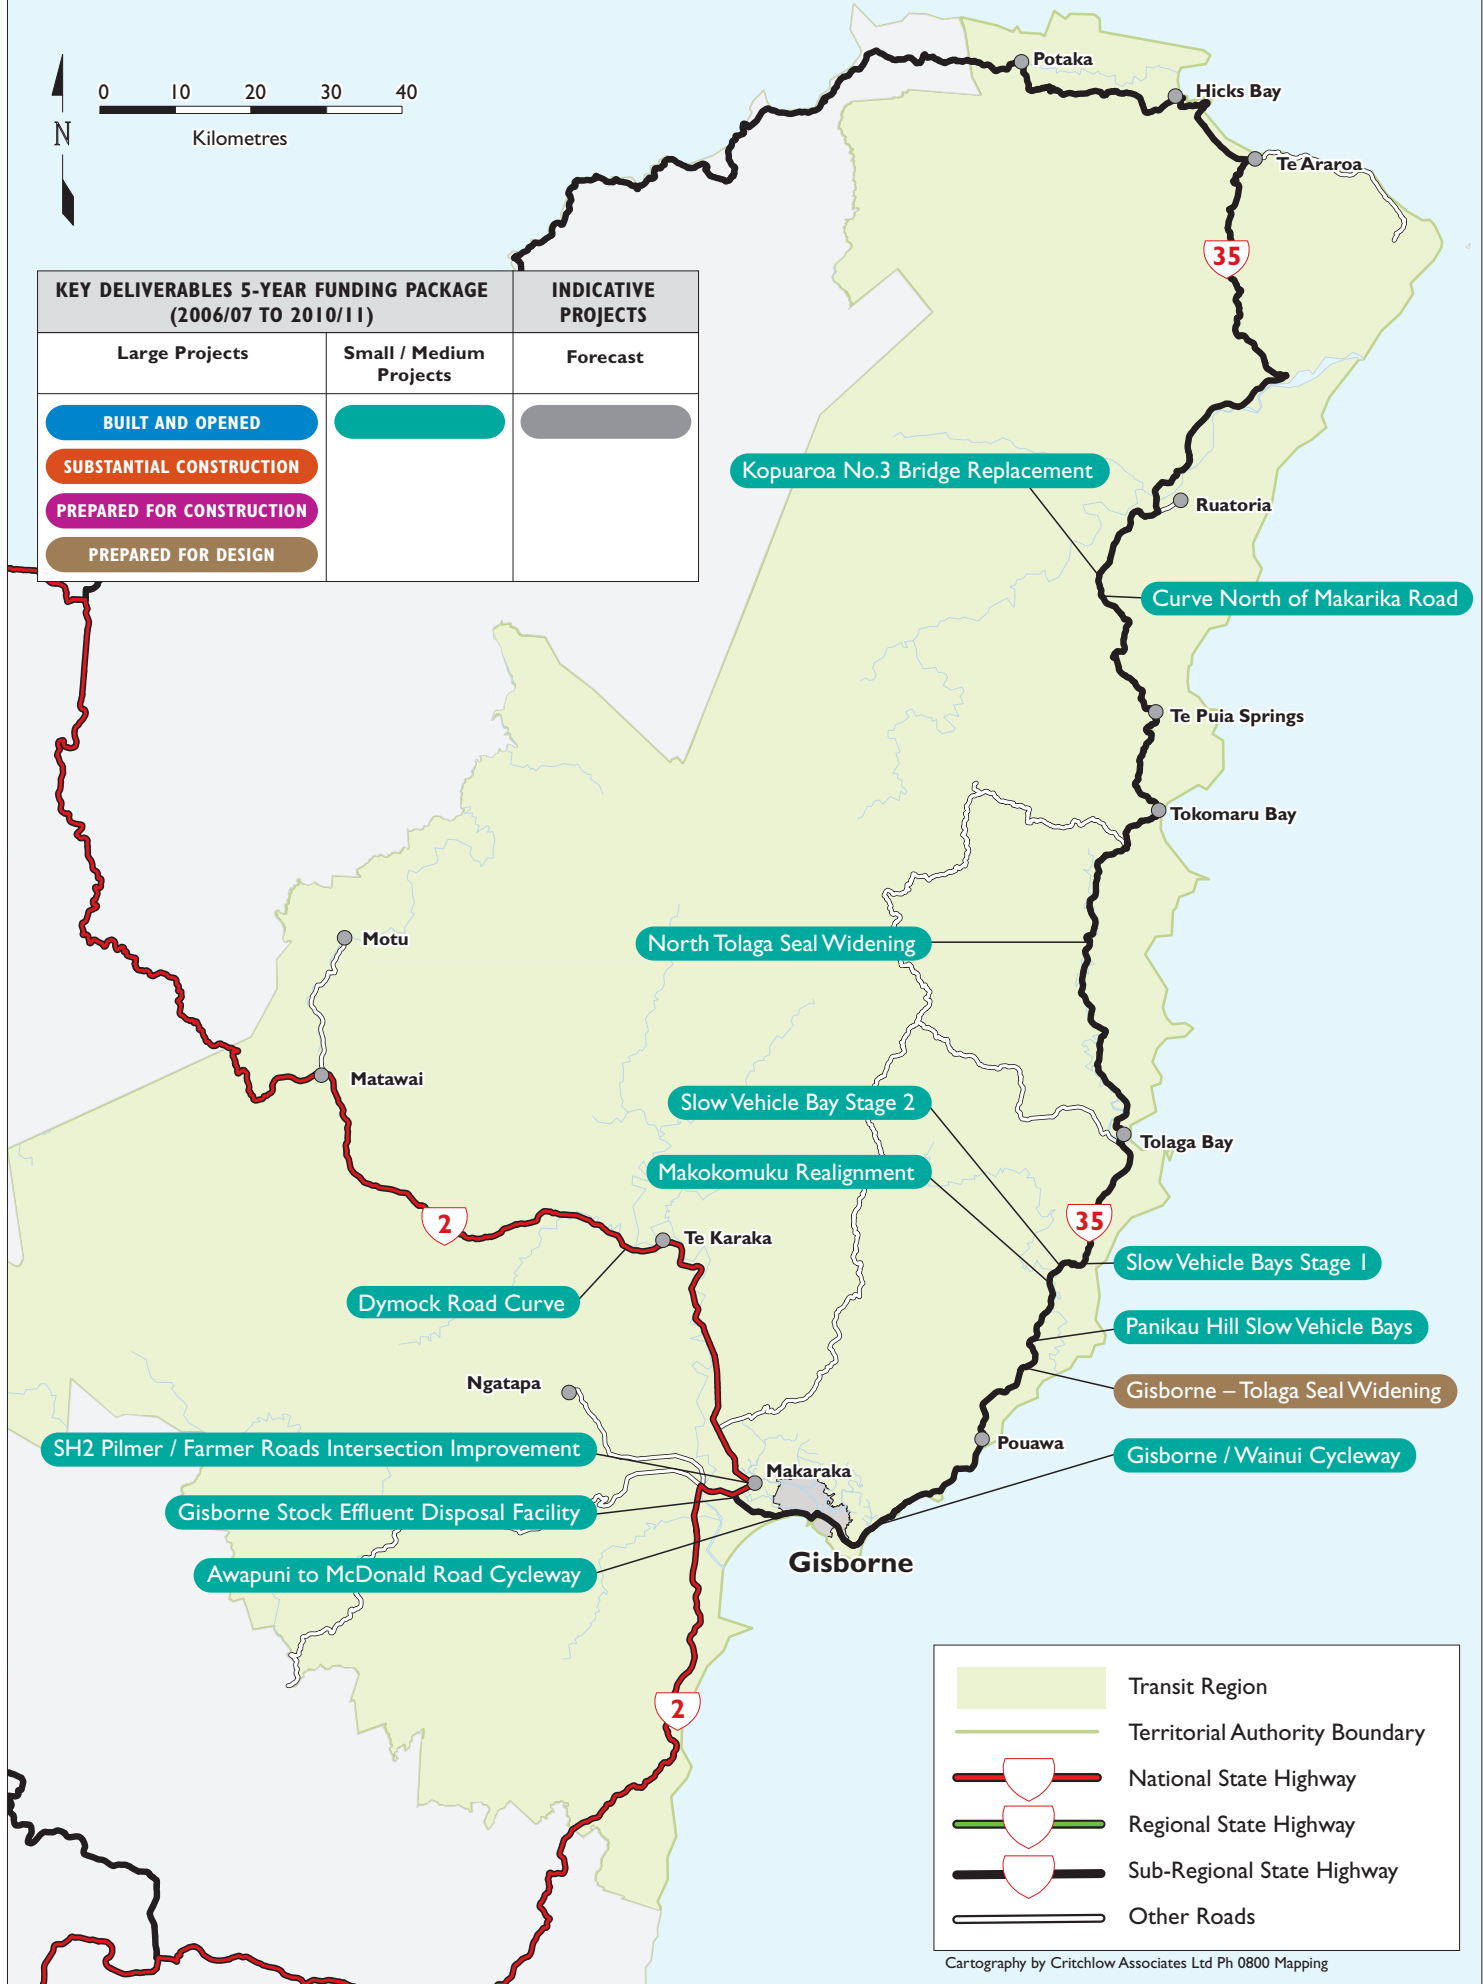 Potaka
Hicks Bay
Te Araroa
0 10 20 30 40
Kilometres
N
35
KEY DELIVERABLES 5-YEAR FUNDING PACKAGE
(2006/07 TO 2010/11)
INDICATIVE
PROJECTS
Large Projects
Small / Medium
Projects
Forecast
BUILT AND OPENED
SUBSTANTIAL CONSTRUCTION
PREPARED FOR CONSTRUCTION
PREPARED FOR DESIGN
Kopuaroa No.3 Bridge Replacement
Ruatoria
Curve North of Makarika Road
Te Puia Springs
Tokomaru Bay
Motu
North Tolaga Seal Widening
Matawai
Slow Vehicle Bay Stage 2
Tolaga Bay
Makokomuku Realignment
2
35
Te Karaka
Slow Vehicle Bays Stage 1
Dymock Road Curve
Panikau Hill Slow Vehicle Bays
Ngatapa
Gisborne – Tolaga Seal Widening
Pouawa
SH2 Pilmer / Farmer Roads Intersection Improvement
Gisborne / Wainui Cycleway
Makaraka
Gisborne Stock Effluent Disposal Facility
Gisborne
Awapuni to McDonald Road Cycleway
2
Transit Region
Territorial Authority Boundary
National State Highway
Regional State Highway
Sub-Regional State Highway
Other Roads
Cartography by Critchlow Associates Ltd Ph 0800 Mapping